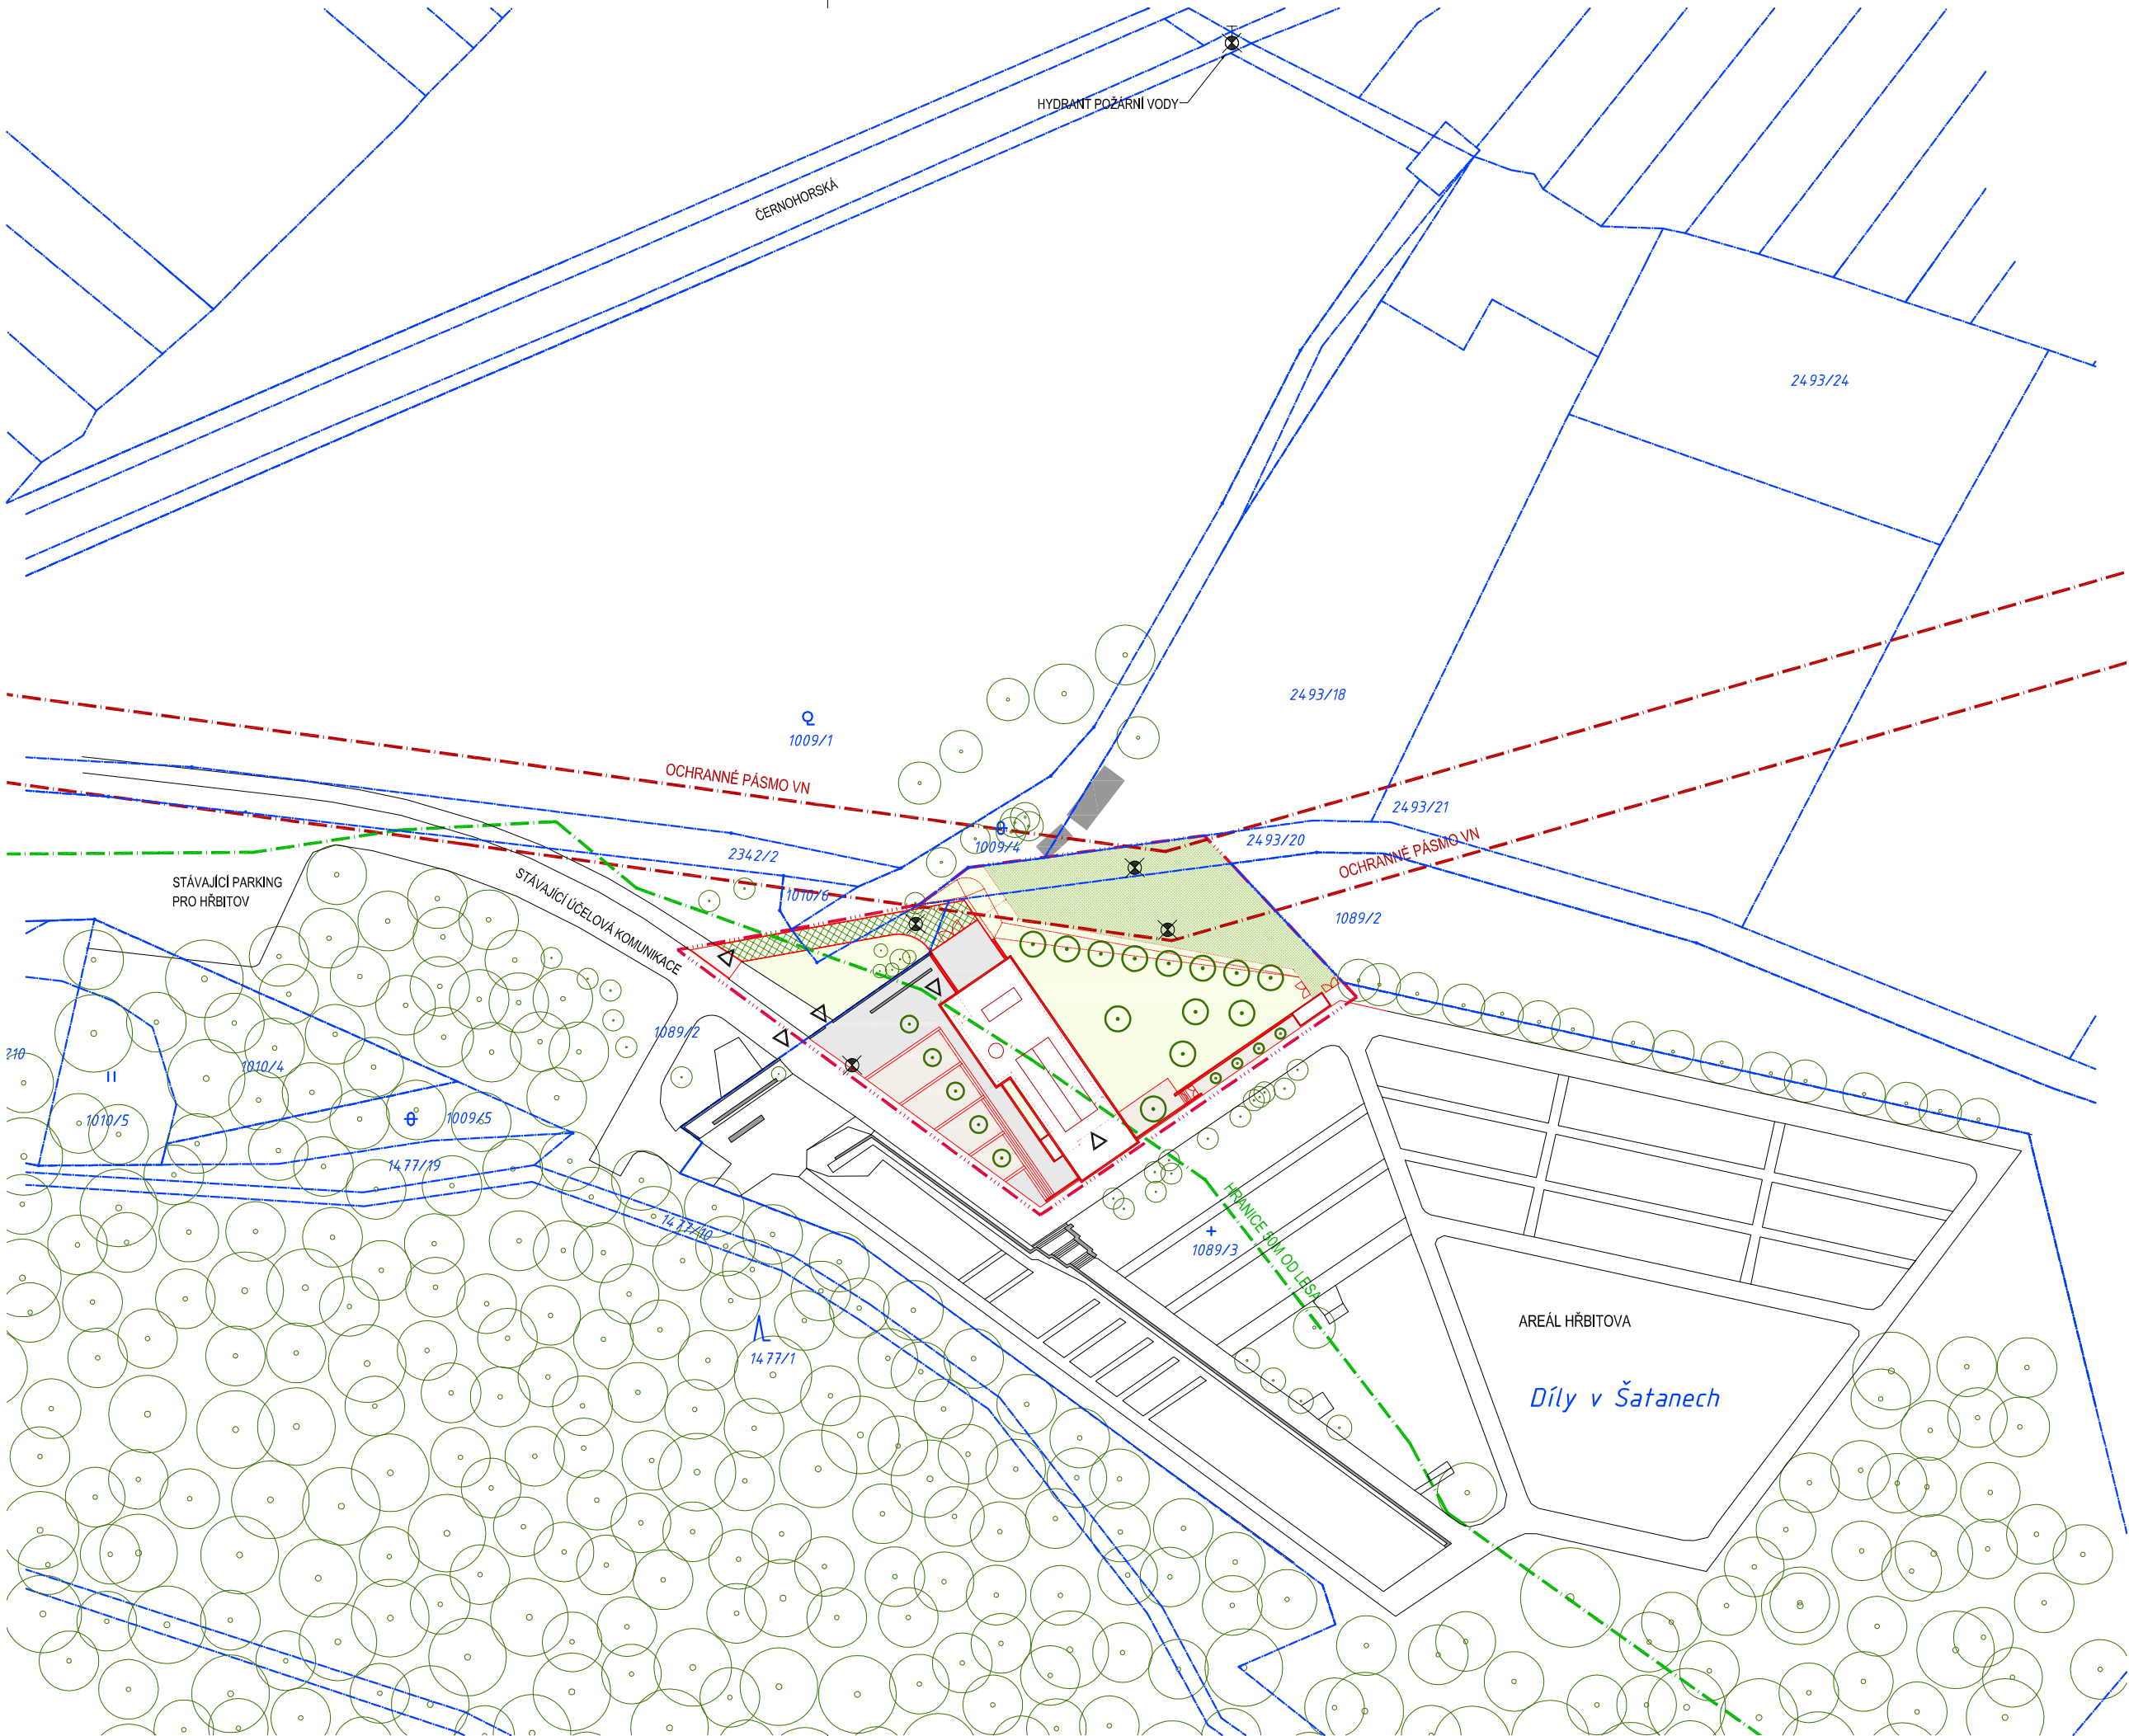 HYDRANT POŽÁRNÍ VODY
ČERNOHORSKÁ
2493/24
2493/18
1009/1
OCHRANNÉ PÁSMO VN
2493/21
2493/20
OCHRANNÉ PÁSMO VN
1009/4
2342/2
1010/6
STÁVAJÍCÍ PARKING
PRO HŘBITOV
STÁVAJÍCÍ ÚČELOVÁ KOMUNIKACE
1089/2
1089/2
210
1010/4
1010/5
1009/5
1477/19
1477/10
HRANICE 50M OD LESA
1089/3
AREÁL HŘBITOVA
1477/1
Díly v Šatanech